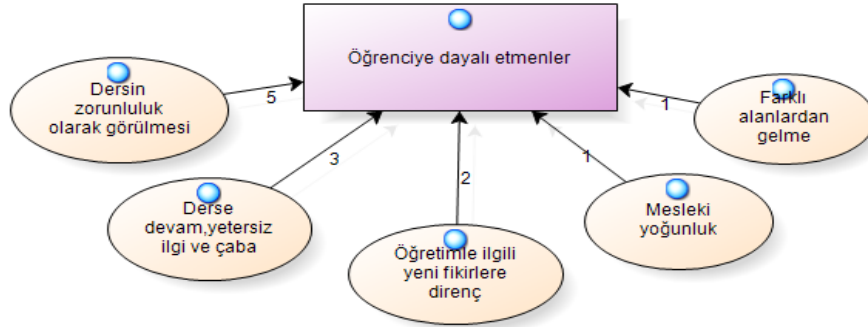 Öğrenciye dayalı etmenler
Dersin
zorunluluk
olarak görülmesi
5
Derse
devam,yetersiz
ilgi ve çaba
3
Öğretimle ilgili
yeni fikirlere
direnç
2
Mesleki
yoğunluk
1
Farklı
alanlardan
gelme
1